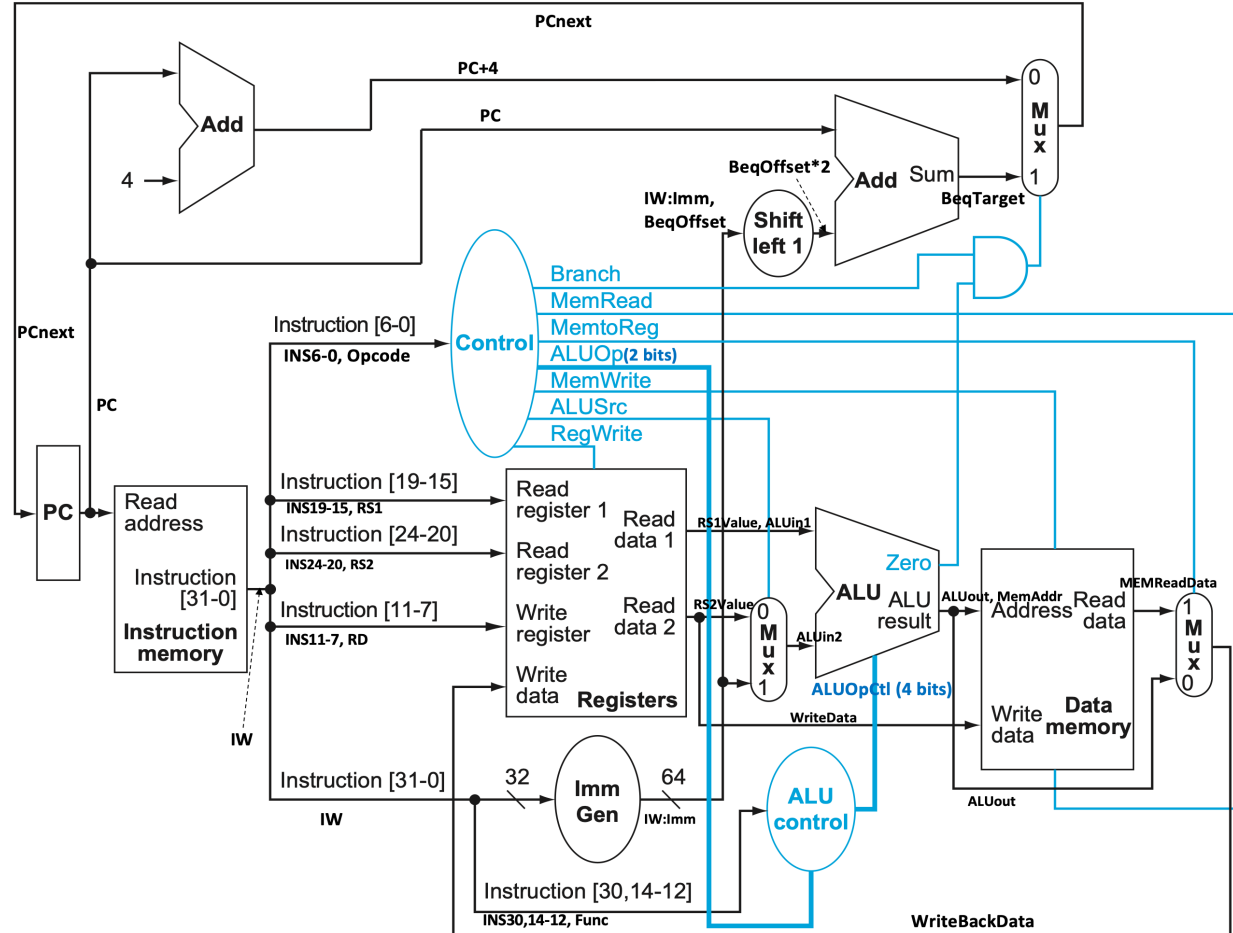 PCnext
PC+4
0
Mux
1
Add
PC
4
BeqOffset*2
Add
Sum
BeqTarget
IW:Imm,
BeqOffset
Shift
left 1
Branch
MemRead
MemtoReg
ALUOp(2 bits)
MemWrite
ALUSrc
RegWrite
Control
Instruction [6-0]
INS6-0, Opcode
PCnext
PC
PC
Read
address
Instruction
[31-0]
Instruction
memory
IW
Instruction [19-15]
INS19-15, RS1
Instruction [24-20]
INS24-20, RS2
Instruction [11-7]
INS11-7, RD
Read
register 1
Read
register 2
Write
register
Write
data
Read
data 1
Read
data 2
Registers
RS1Value, ALUin1
RS2Value
0
Mux
1
ALUin2
Zero
ALU
ALU
result
ALUOpCtl (4 bits)
ALUout, MemAddr
Address
Read
data
Write
data
Data
memory
MEMReadData
1
Mux
0
WriteData
ALUout
Instruction [31-0]
IW
32
Imm
Gen
64
IW:Imm
ALU
control
Instruction [30,14-12]
INS30,14-12, Func
WriteBackData